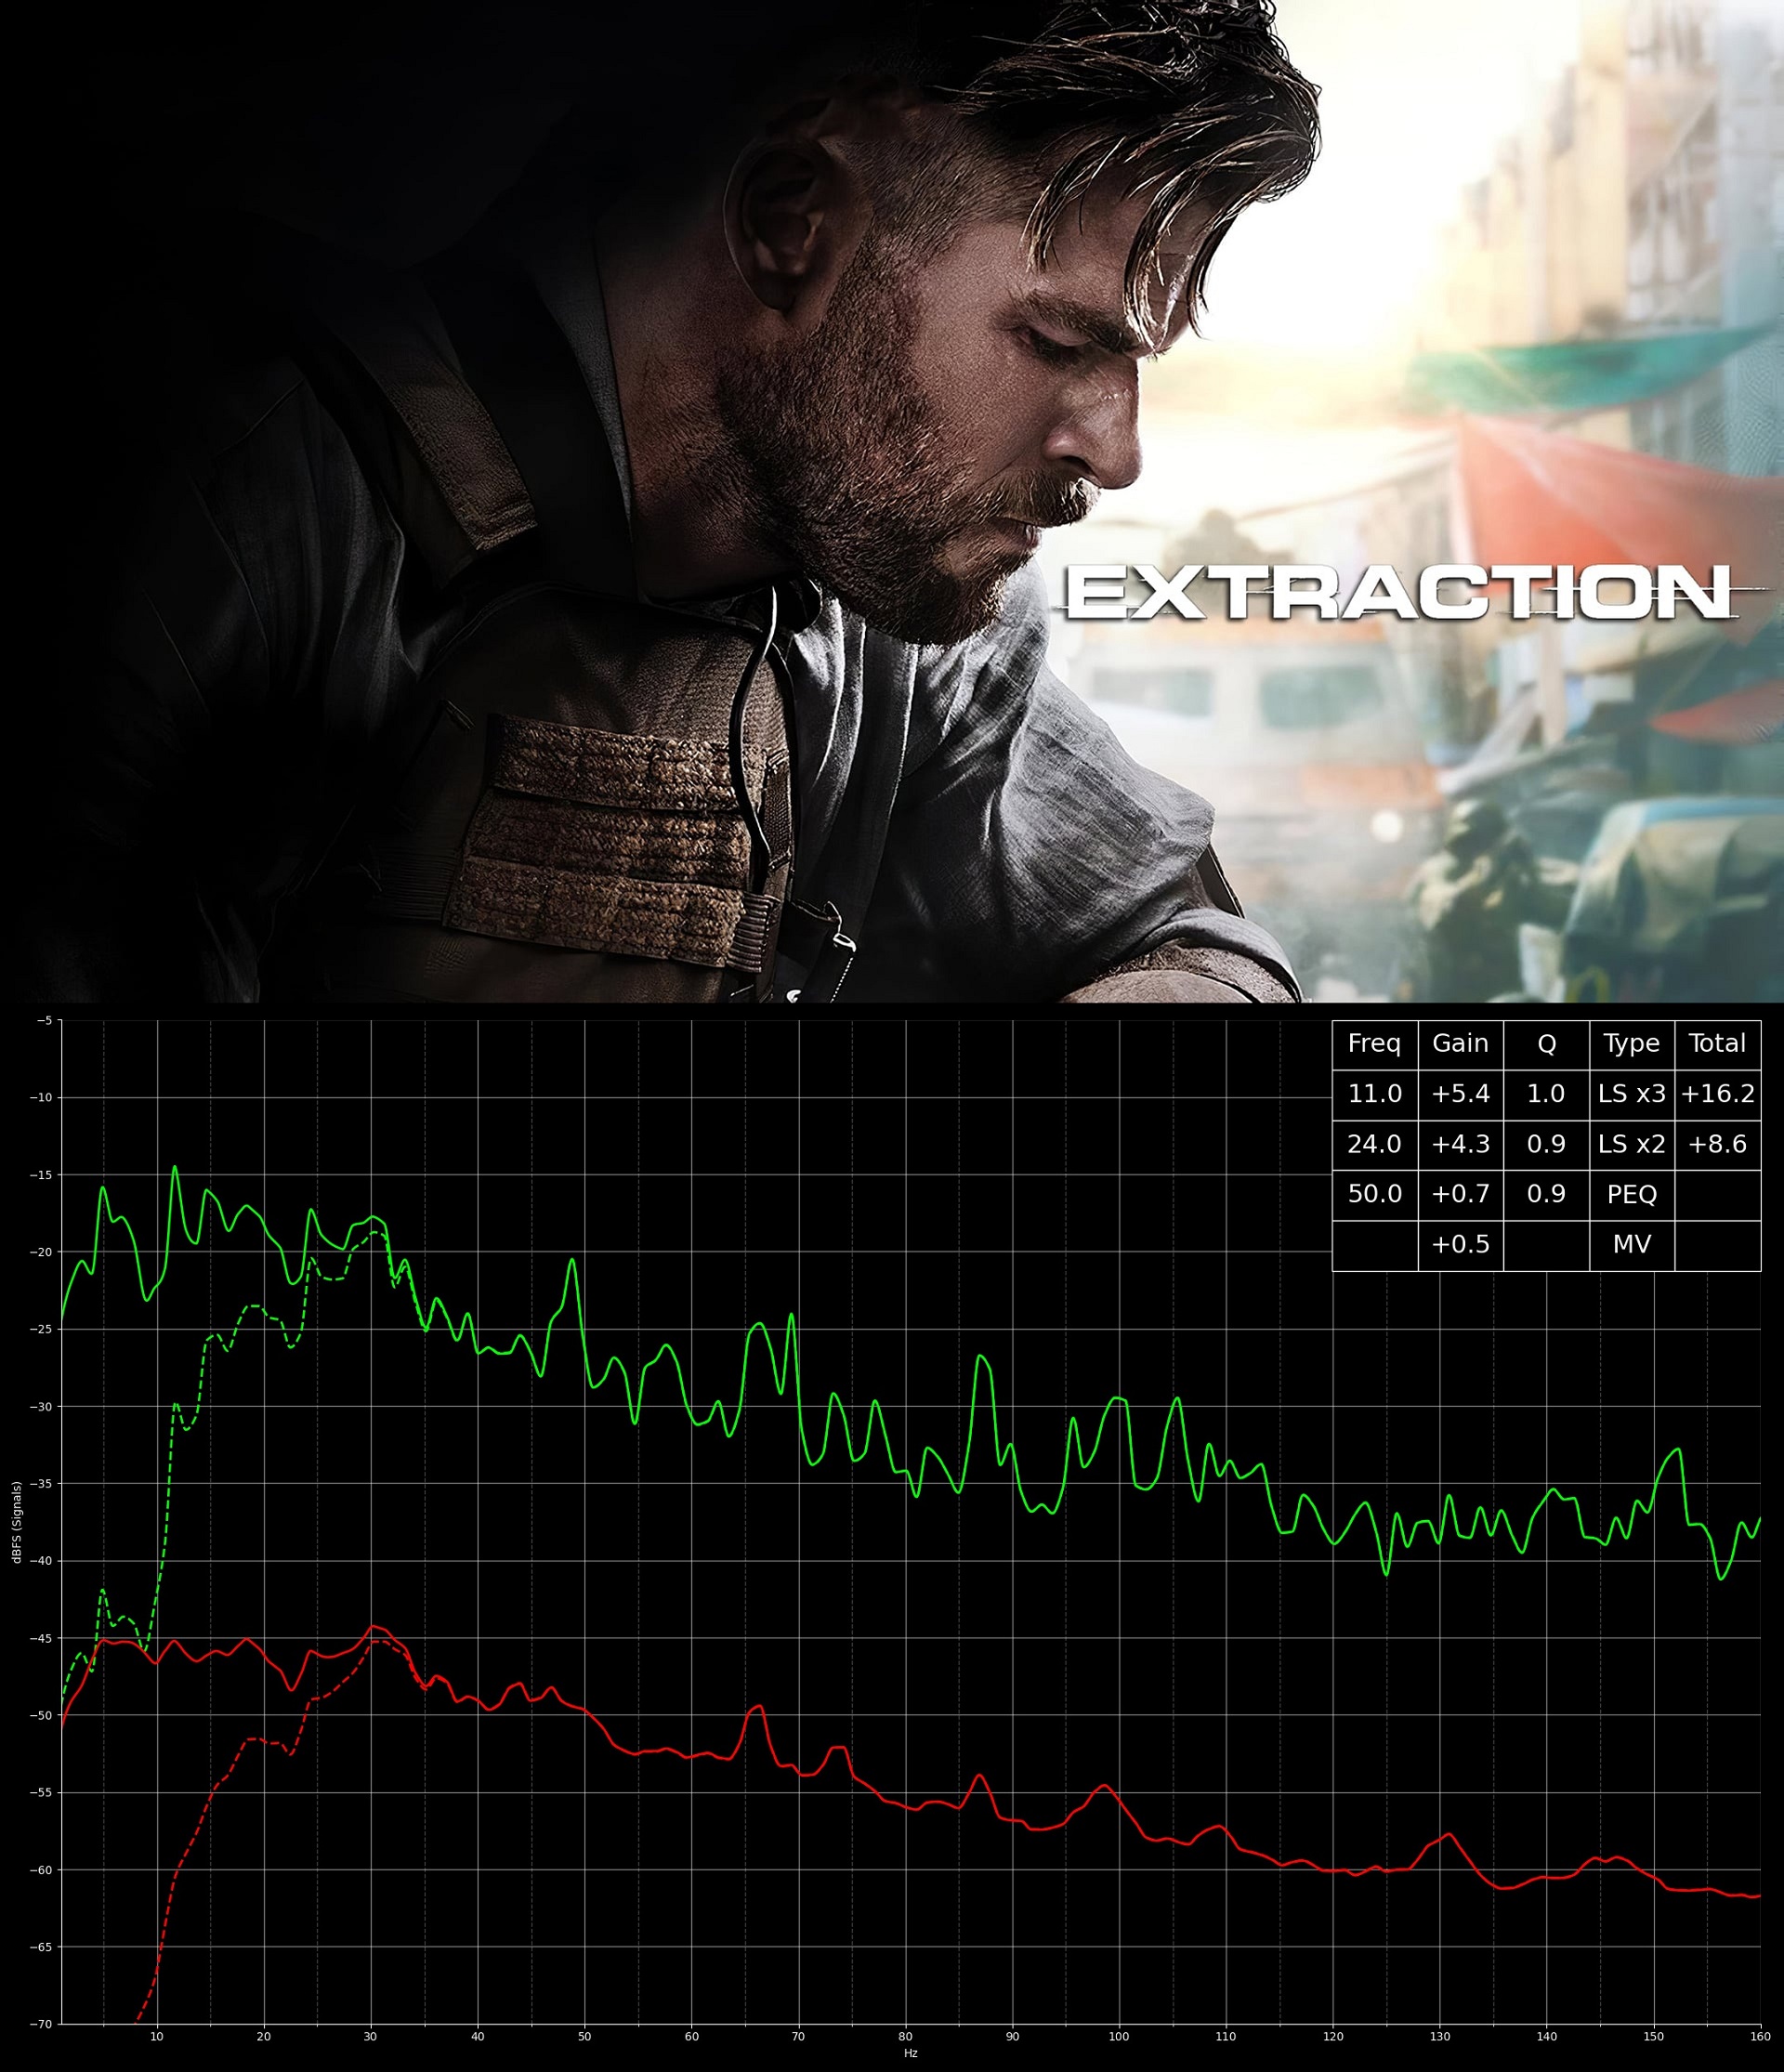 EXTRACTION
Freq Gain Q Type Total
11.0 +5.4 1.0 LS x3 +16.2
24.0 +4.3 0.9 LS x2 +8.6
50.0 +0.7 0.9 PEQ
+0.5 MV
−5
−10
−15
−20
−25
−30
−35
−40
−45
−50
−55
−60
−65
−70
dBFS (Signals)
10 20 30 40 50 60 70 80 90 100 110 120 130 140 150 160
Hz